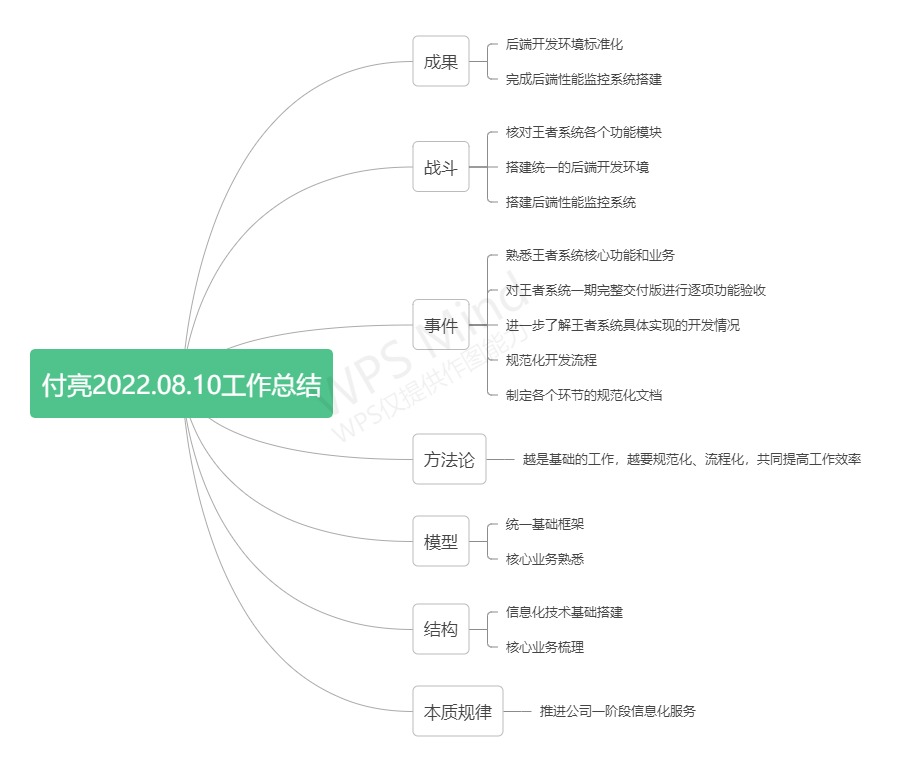 成果
后端开发环境标准化
完成后端性能监控系统搭建
战斗
核对王者系统各个功能模块
搭建统一的后端开发环境
搭建后端性能监控系统
事件
熟悉王者系统核心功能和业务
对王者系统一期完整交付版进行逐项功能验收
进一步了解王者系统具体实现的开发情况
规范化开发流程
制定各个环节的规范化文档
付亮2022.08.10工作总结
WPS Mind
WPS仅提供作图能力
方法论
越是基础的工作，越要规范化、流程化，共同提高工作效率
模型
统一基础框架
核心业务熟悉
结构
信息化技术基础搭建
核心业务梳理
本质规律
推进公司一阶段信息化服务